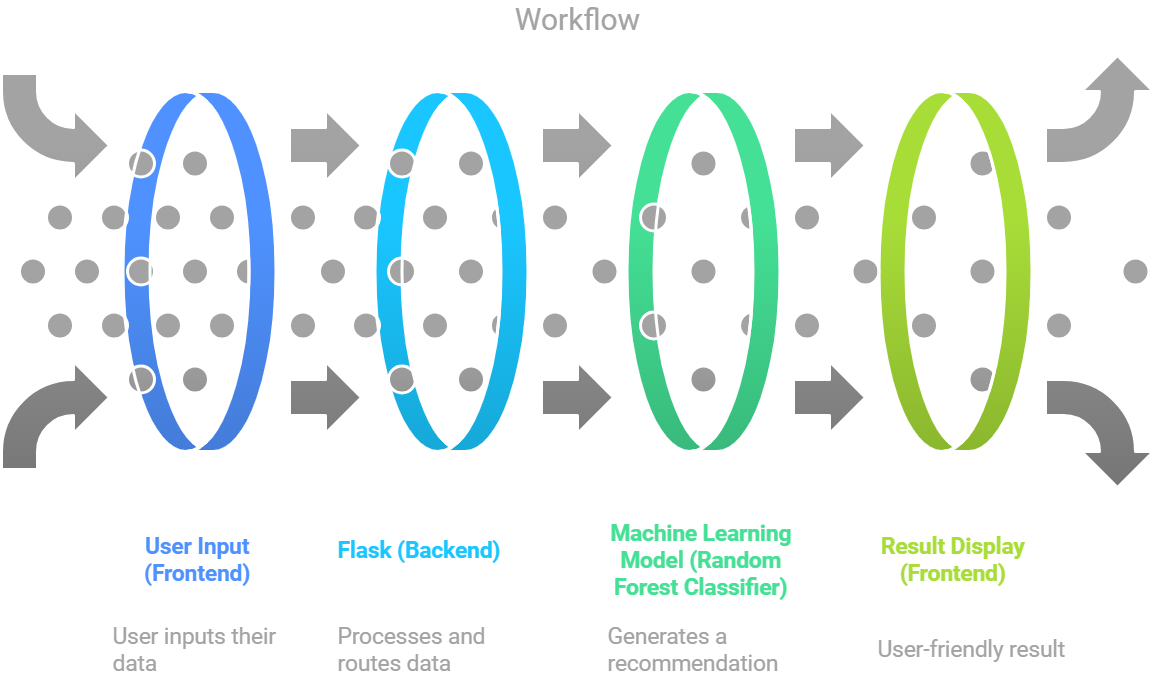 Workflow
User Input
(Frontend)
Flask (Backend)
Machine Learning
Model (Random
Forest Classifier)
Result Display
(Frontend)
User inputs their
data
Processes and
routes data
Generates a
recommendation
User-friendly result